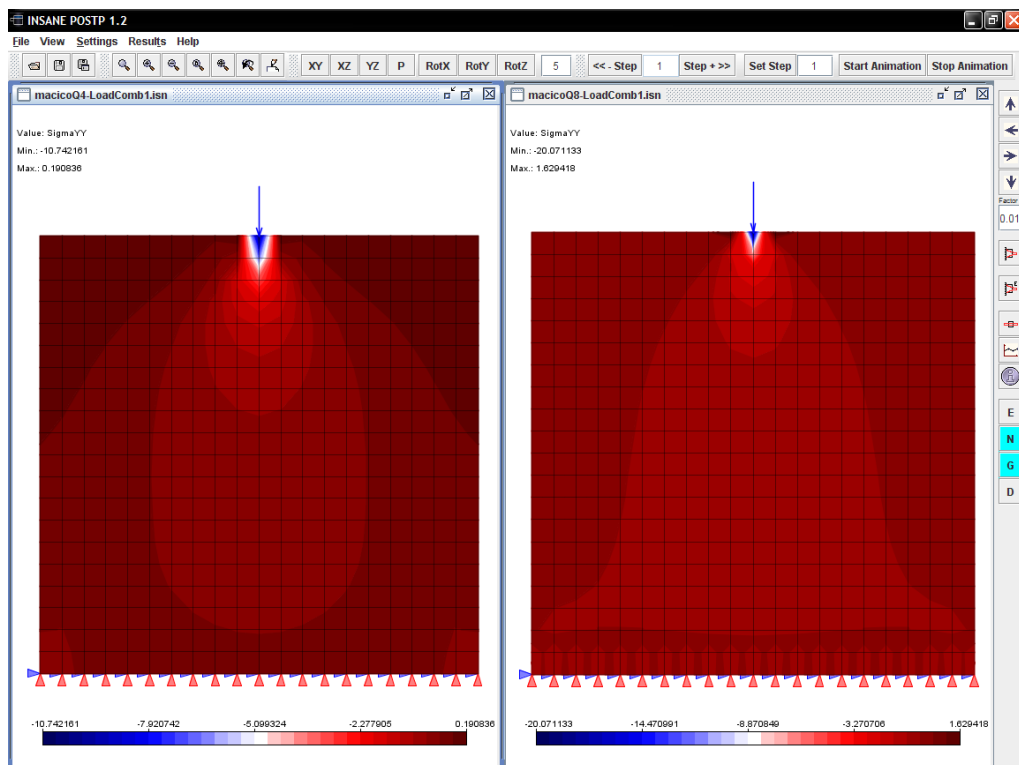 INSANE POSTP 1.2
File View Settings Results Help
XY XZ YZ P RotX RotY RotZ 5 <<- Step 1 Step + >> Set Step 1 Start Animation Stop Animation
macicoQ4-LoadComb1.isn
Value: SigmaYY
Min.: -10.742161
Max.: 0.190836
-10.742161 -7.920742 -5.099324 -2.277905 0.190836
macicoQ8-LoadComb1.isn
Value: SigmaYY
Min.: -20.071133
Max.: 1.629418
-20.071133 -14.470991 -8.870849 -3.270706 1.629418
Factor
0.01
E
N
G
D